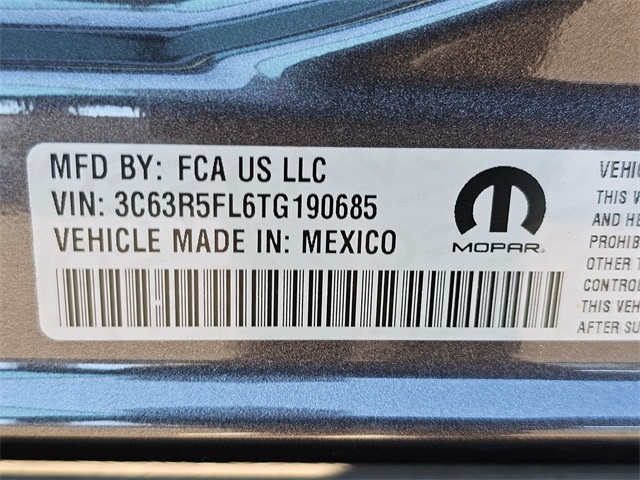 MFD BY: FCA US LLC
VIN: 3C63R5FL6TG190685
VEHICLE MADE IN: MEXICO
MOPAR
VEHIC
THIS V
AND HE
PROHIB
OTHER T
CONTROL
THIS VEH
AFTER SU